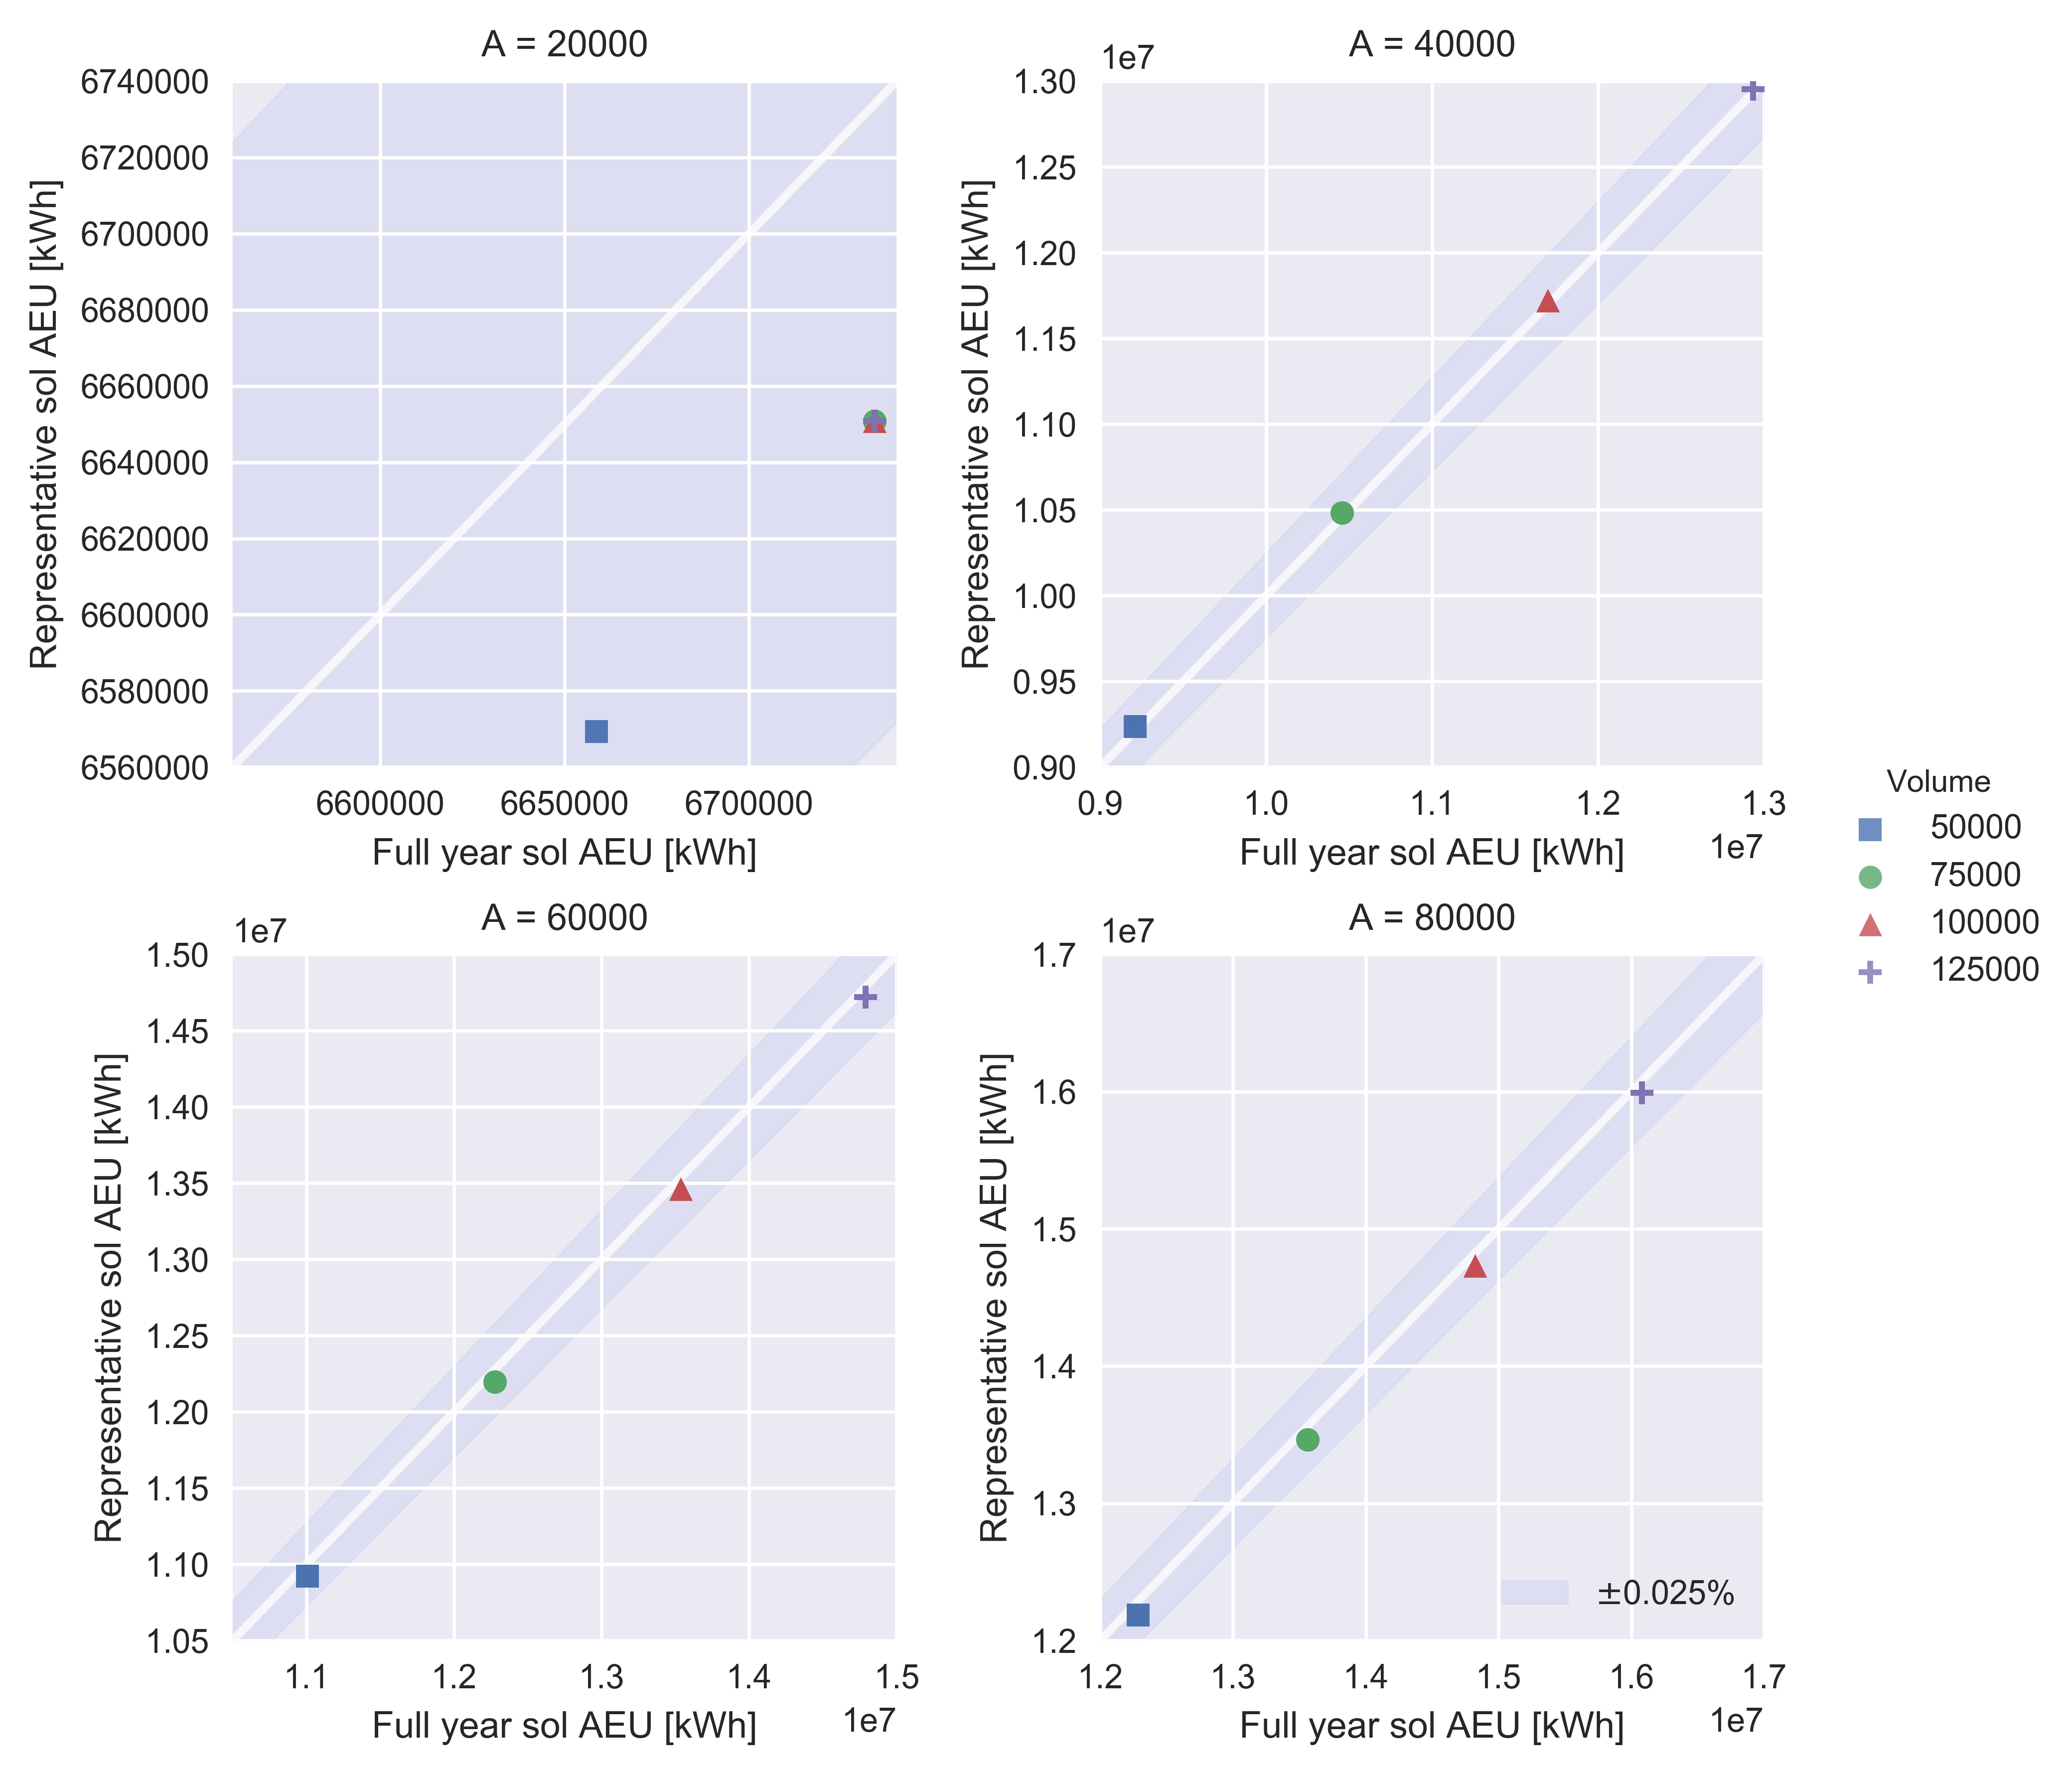 A = 20000
6740000
6720000
6700000
6680000
6660000
6640000
6620000
6600000
6580000
6560000
Representative sol AEU [kWh]
6600000 6650000 6700000
Full year sol AEU [kWh]
A = 40000
1e7
1.30
1.25
1.20
1.15
1.10
1.05
1.00
0.95
0.90
Representative sol AEU [kWh]
0.9 1.0 1.1 1.2 1.3
1e7
Full year sol AEU [kWh]
Volume
50000
75000
100000
125000
A = 60000
1e7
1.50
1.45
1.40
1.35
1.30
1.25
1.20
1.15
1.10
1.05
Representative sol AEU [kWh]
1.1 1.2 1.3 1.4 1.5
1e7
Full year sol AEU [kWh]
A = 80000
1e7
1.7
1.6
1.5
1.4
1.3
1.2
Representative sol AEU [kWh]
±0.025%
1.2 1.3 1.4 1.5 1.6 1.7
1e7
Full year sol AEU [kWh]